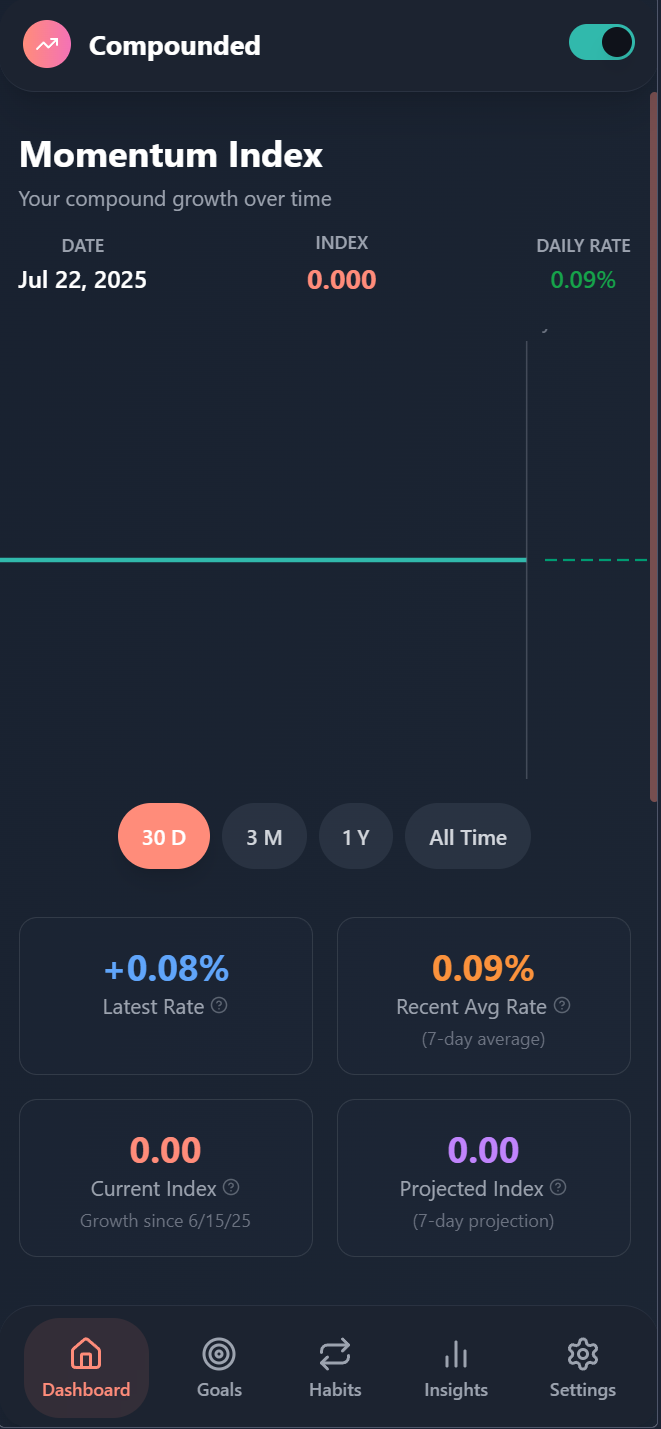 Compounded
Momentum Index
Your compound growth over time
DATE
INDEX
DAILY RATE
Jul 22, 2025
0.000
0.09%
30 D
3 M
1 Y
All Time
+0.08%
Latest Rate
0.09%
Recent Avg Rate
(7-day average)
0.00
Current Index
Growth since 6/15/25
0.00
Projected Index
(7-day projection)
Dashboard
Goals
Habits
Insights
Settings